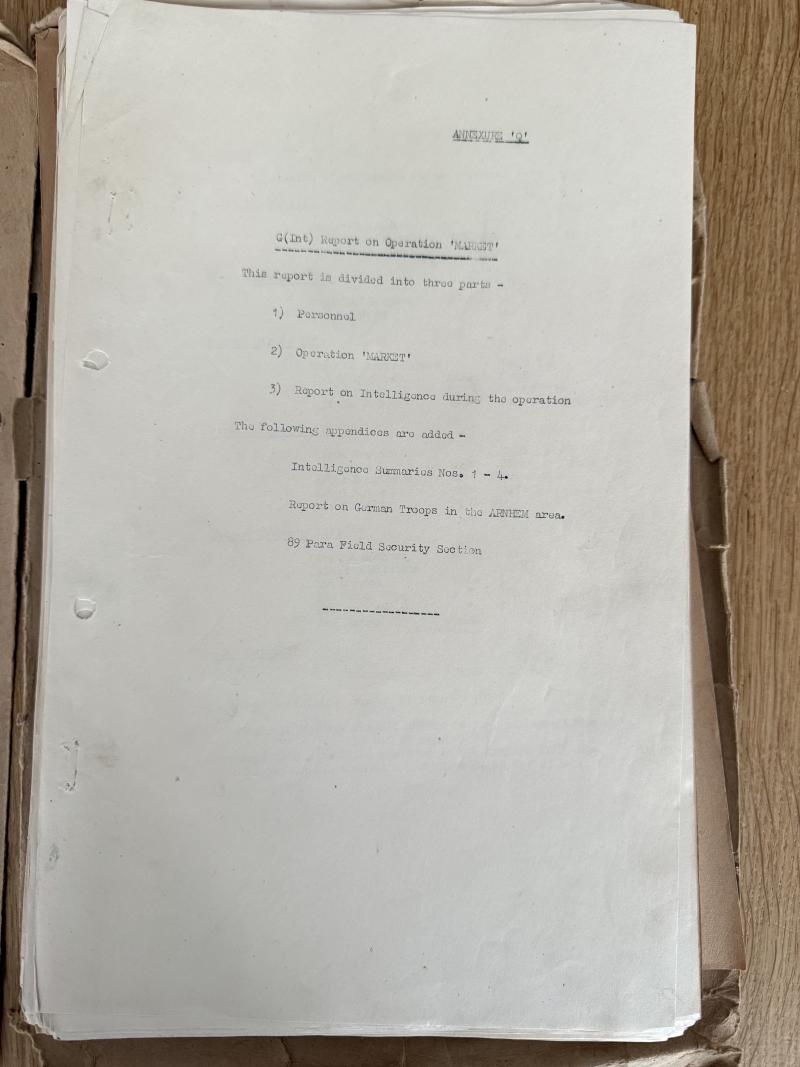 ANNEXURE 'Q'
G(Int) Report on Operation 'MARKET'
This report is divided into three parts -
1) Personnel
2) Operation 'MARKET'
3) Report on Intelligence during the operation
The following appendices are added -
Intelligence Summaries Nos. 1 - 4.
Report on German Troops in the ARNHEM area.
89 Para Field Security Section